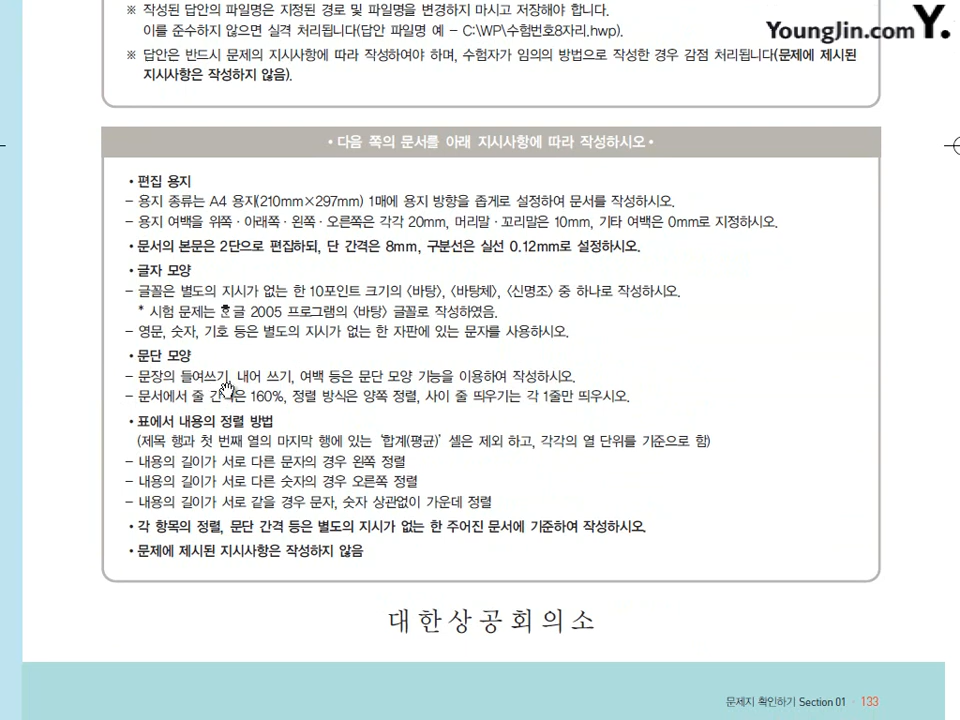 ※ 작성된 답안의 파일명은 지정된 경로 및 파일명을 변경하지 마시고 저장해야 합니다.
이를 준수하지 않으면 실격 처리됩니다(답안 파일명 예 – C:\WP\수험번호8자리.hwp).
YoungJin.com Y.
※ 답안은 반드시 문제의 지시사항에 따라 작성하여야 하며, 수험자가 임의의 방법으로 작성한 경우 감점 처리됩니다(문제에 제시된
지시사항은 작성하지 않음).
• 다음 쪽의 문서를 아래 지시사항에 따라 작성하시오 •
• 편집 용지
– 용지 종류는 A4 용지(210mm×297mm) 1매에 용지 방향을 좁게로 설정하여 문서를 작성하시오.
– 용지 여백을 위쪽 · 아래쪽 · 왼쪽 · 오른쪽은 각각 20mm, 머리말 · 꼬리말은 10mm, 기타 여백은 0mm로 지정하시오.
• 문서의 본문은 2단으로 편집하되, 단 간격은 8mm, 구분선은 실선 0.12mm로 설정하시오.
• 글자 모양
– 글꼴은 별도의 지시가 없는 한 10포인트 크기의 〈바탕〉, 〈바탕체〉, 〈신명조〉 중 하나로 작성하시오.
* 시험 문제는 ᄒᆞᆫ글 2005 프로그램의 〈바탕〉 글꼴로 작성하였음.
– 영문, 숫자, 기호 등은 별도의 지시가 없는 한 자판에 있는 문자를 사용하시오.
• 문단 모양
– 문장의 들여쓰기, 내어 쓰기, 여백 등은 문단 모양 기능을 이용하여 작성하시오.
– 문서에서 줄 간격은 160%, 정렬 방식은 양쪽 정렬, 사이 줄 띄우기는 각 1줄만 띄우시오.
• 표에서 내용의 정렬 방법
(제목 행과 첫 번째 열의 마지막 행에 있는 ‘합계(평균)’ 셀은 제외 하고, 각각의 열 단위를 기준으로 함)
– 내용의 길이가 서로 다른 문자의 경우 왼쪽 정렬
– 내용의 길이가 서로 다른 숫자의 경우 오른쪽 정렬
– 내용의 길이가 서로 같을 경우 문자, 숫자 상관없이 가운데 정렬
• 각 항목의 정렬, 문단 간격 등은 별도의 지시가 없는 한 주어진 문서에 기준하여 작성하시오.
• 문제에 제시된 지시사항은 작성하지 않음
대한상공회의소
문제지 확인하기 Section 01 · 133